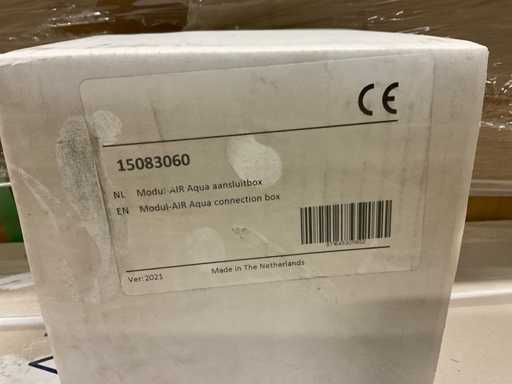 CE
15083060
NL Modul-AIR Aqua aansluitbox
EN Modul-AIR Aqua connection box
Ver: 2021
Made in The Netherlands